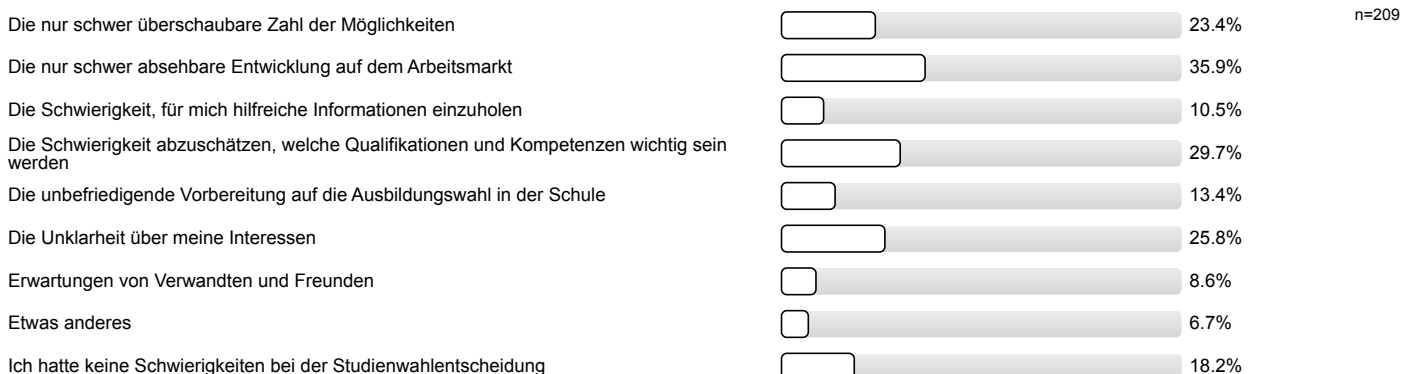 Die nur schwer überschaubare Zahl der Möglichkeiten 23.4% n=209
Die nur schwer absehbare Entwicklung auf dem Arbeitsmarkt 35.9%
Die Schwierigkeit, für mich hilfreiche Informationen einzuholen 10.5%
Die Schwierigkeit abzuschätzen, welche Qualifikationen und Kompetenzen wichtig sein
werden 29.7%
Die unbefriedigende Vorbereitung auf die Ausbildungswahl in der Schule 13.4%
Die Unklarheit über meine Interessen 25.8%
Erwartungen von Verwandten und Freunden 8.6%
Etwas anderes 6.7%
Ich hatte keine Schwierigkeiten bei der Studienwahlentscheidung 18.2%